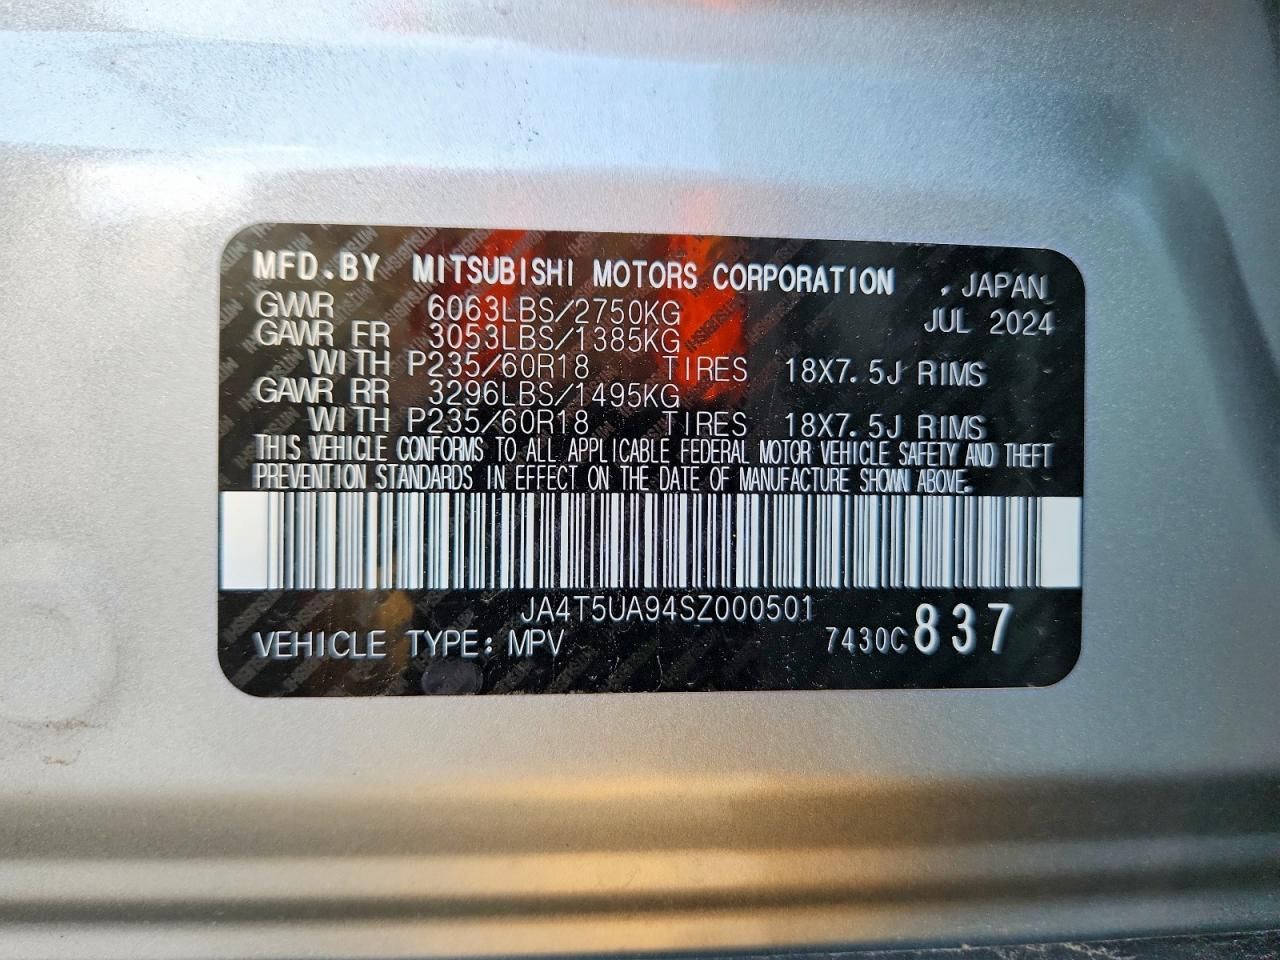 MFD.BY MITSUBISHI MOTORS CORPORATION , JAPAN
GVWR 6063LBS/2750KG JUL 2024
GAWR FR 3053LBS/1385KG
WITH P235/60R18 TIRES 18X7.5J RIMS
GAWR RR 3296LBS/1495KG
WITH P235/60R18 TIRES 18X7.5J RIMS
THIS VEHICLE CONFORMS TO ALL APPLICABLE FEDERAL MOTOR VEHICLE SAFETY AND THEFT
PREVENTION STANDARDS IN EFFECT ON THE DATE OF MANUFACTURE SHOWN ABOVE.
JA4T5UA94SZ000501
VEHICLE TYPE: MPV 7430C 837